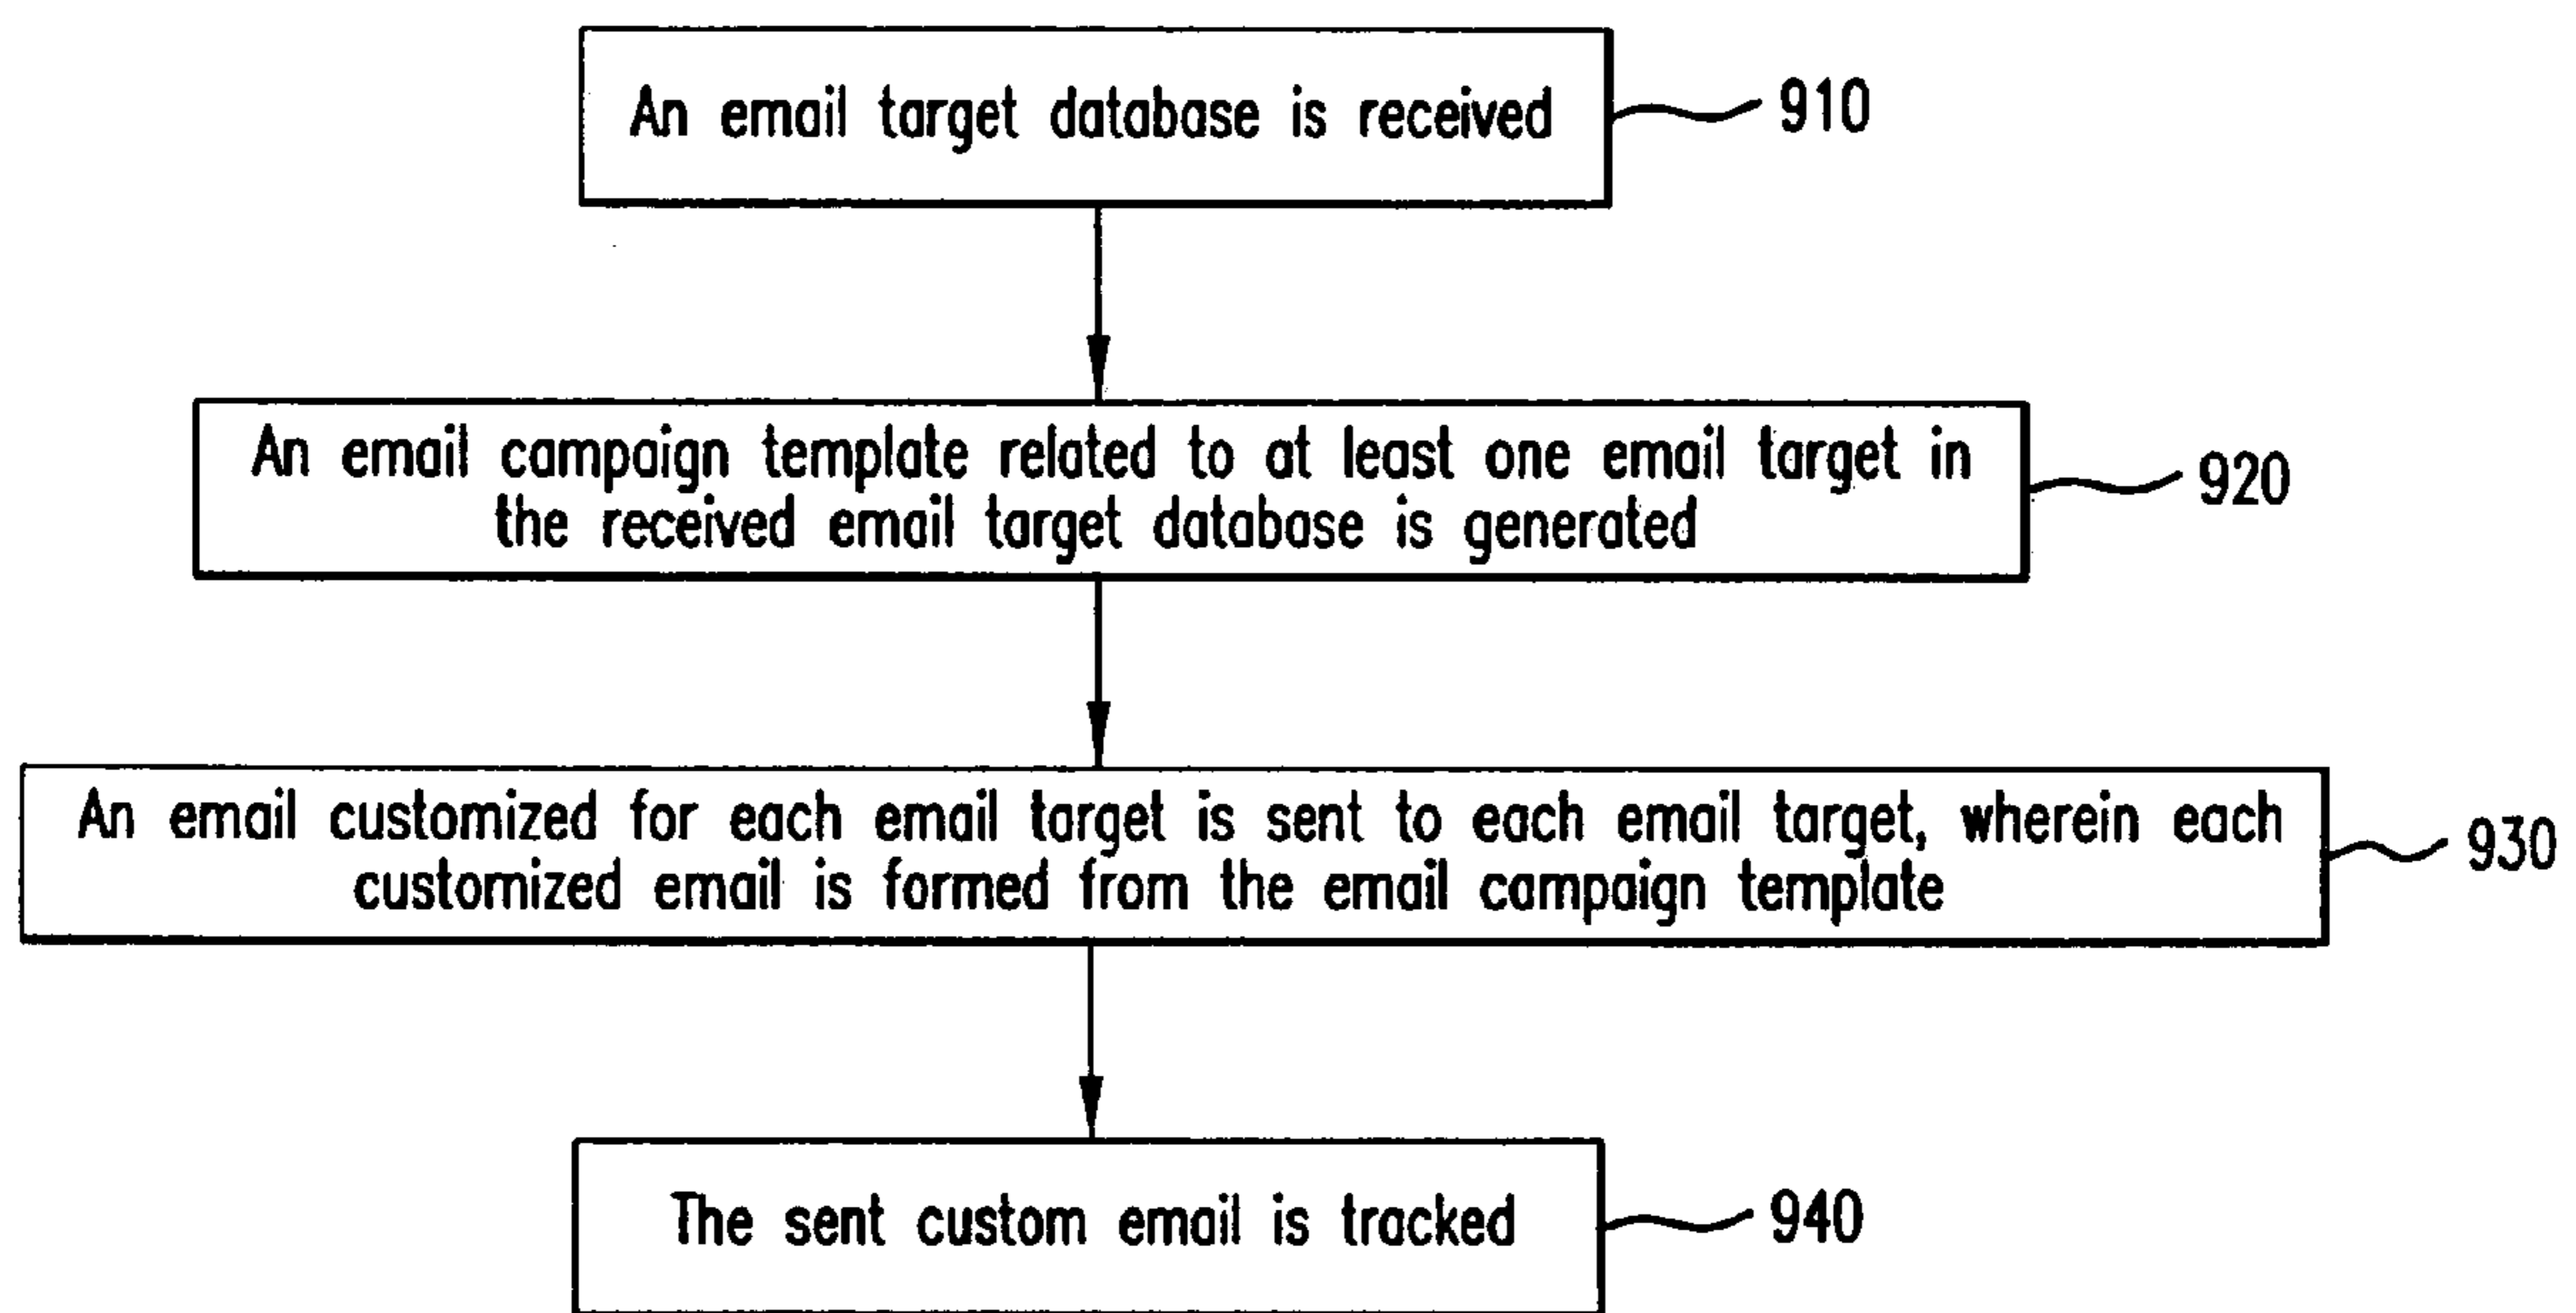 An email target database is received
910
An email campaign template related to at least one email target in
the received email target database is generated
920
An email customized for each email target is sent to each email target, wherein each
customized email is formed from the email campaign template
930
The sent custom email is tracked
940